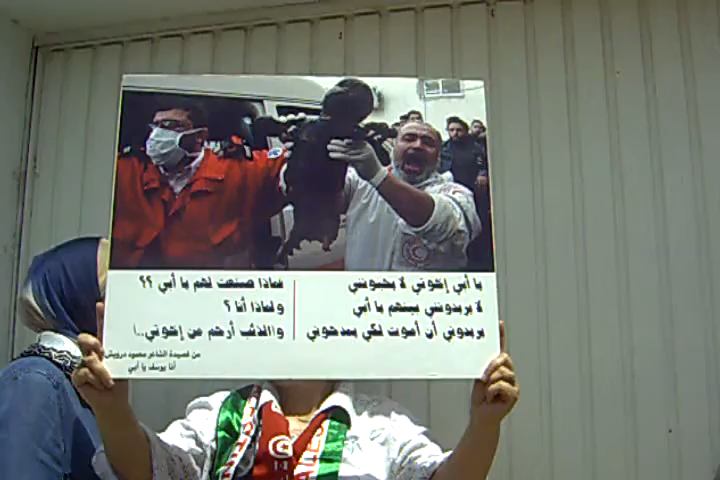 يا أبي إخوتي لا يحبونني
لا يريدونني بينهم يا أبي
يريدوني أن أموت لكي يمدحوني
فماذا صنعت لهم يا أبي ؟؟
ولماذا أنا ؟
والذئب أرحم من إخوتي..!
من قصيدة الشاعر محمود درويش
أنا يوسف يا أبي